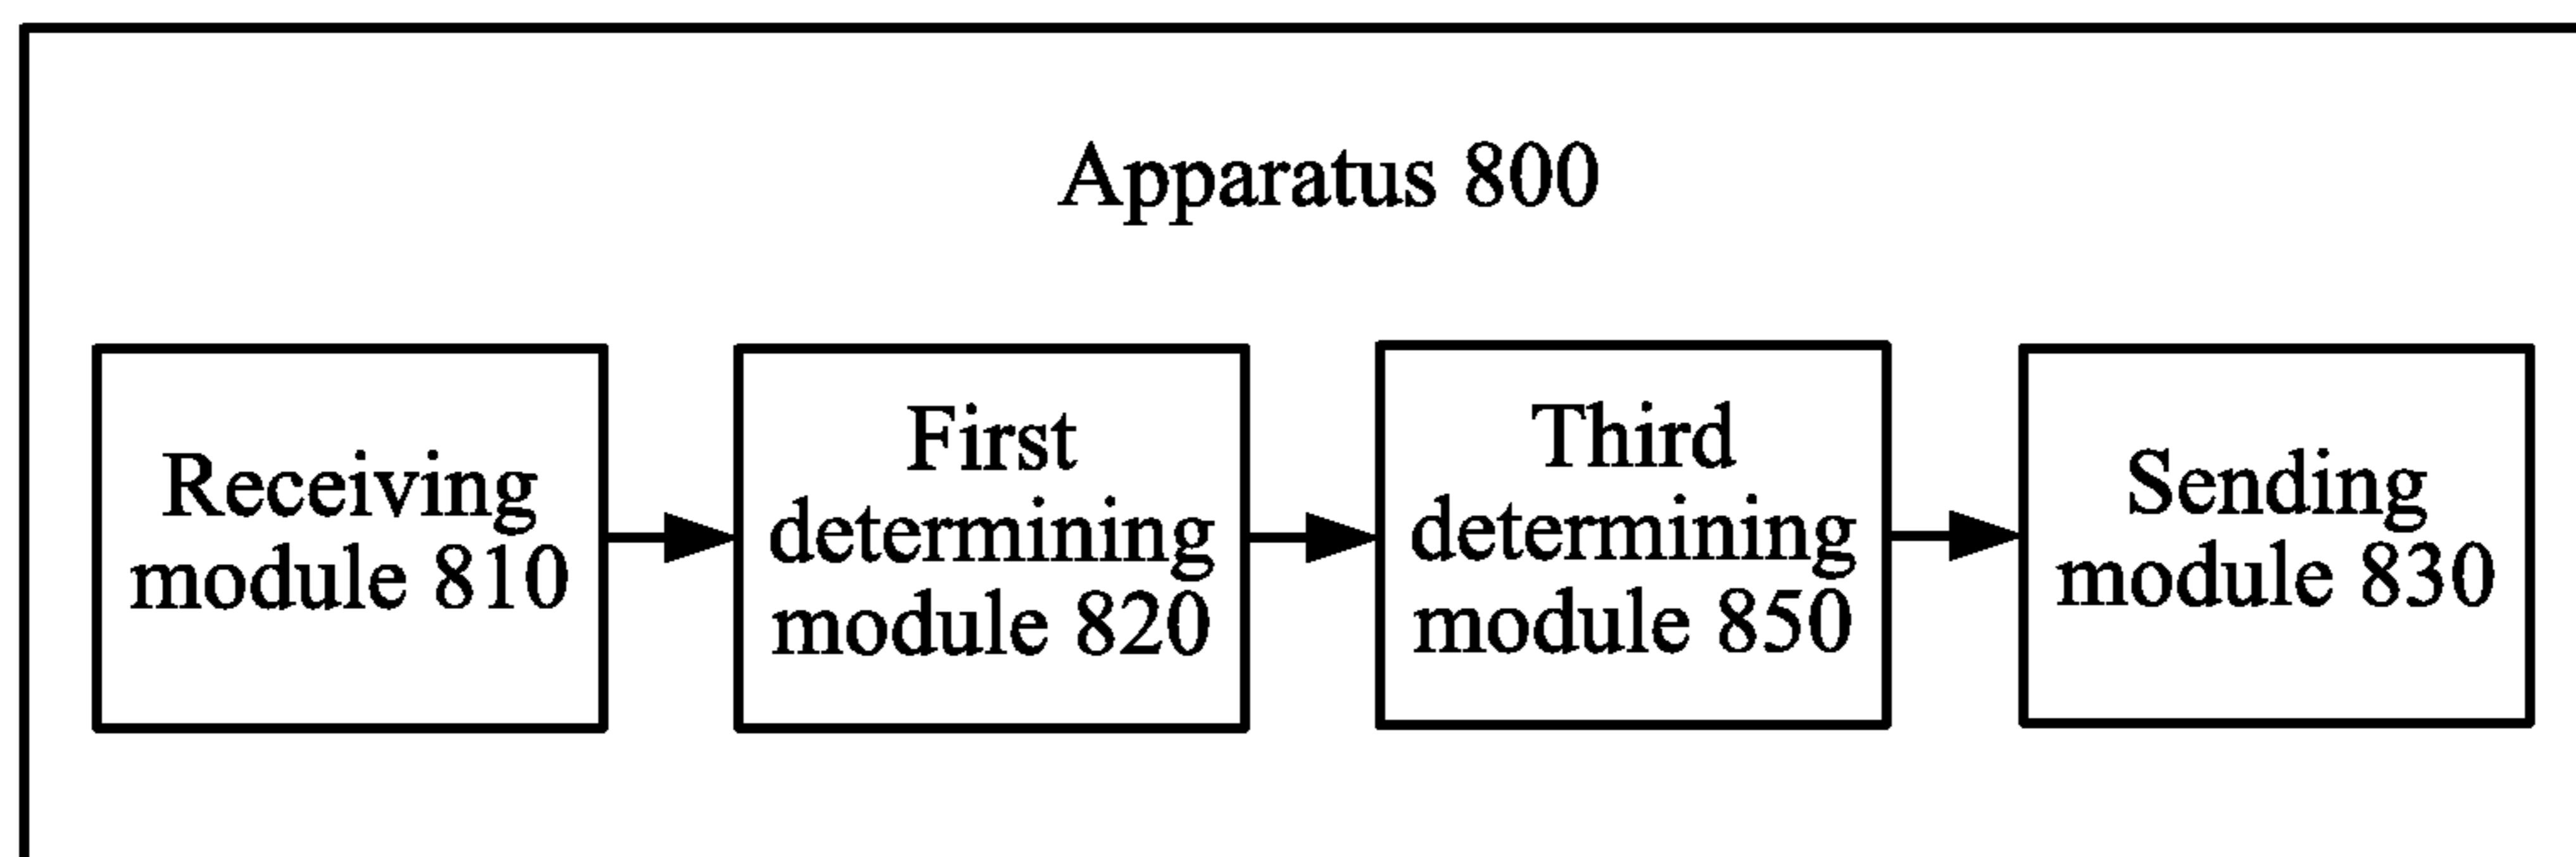 Apparatus 800
Receiving
module 810
First
determining
module 820
Third
determining
module 850
Sending
module 830